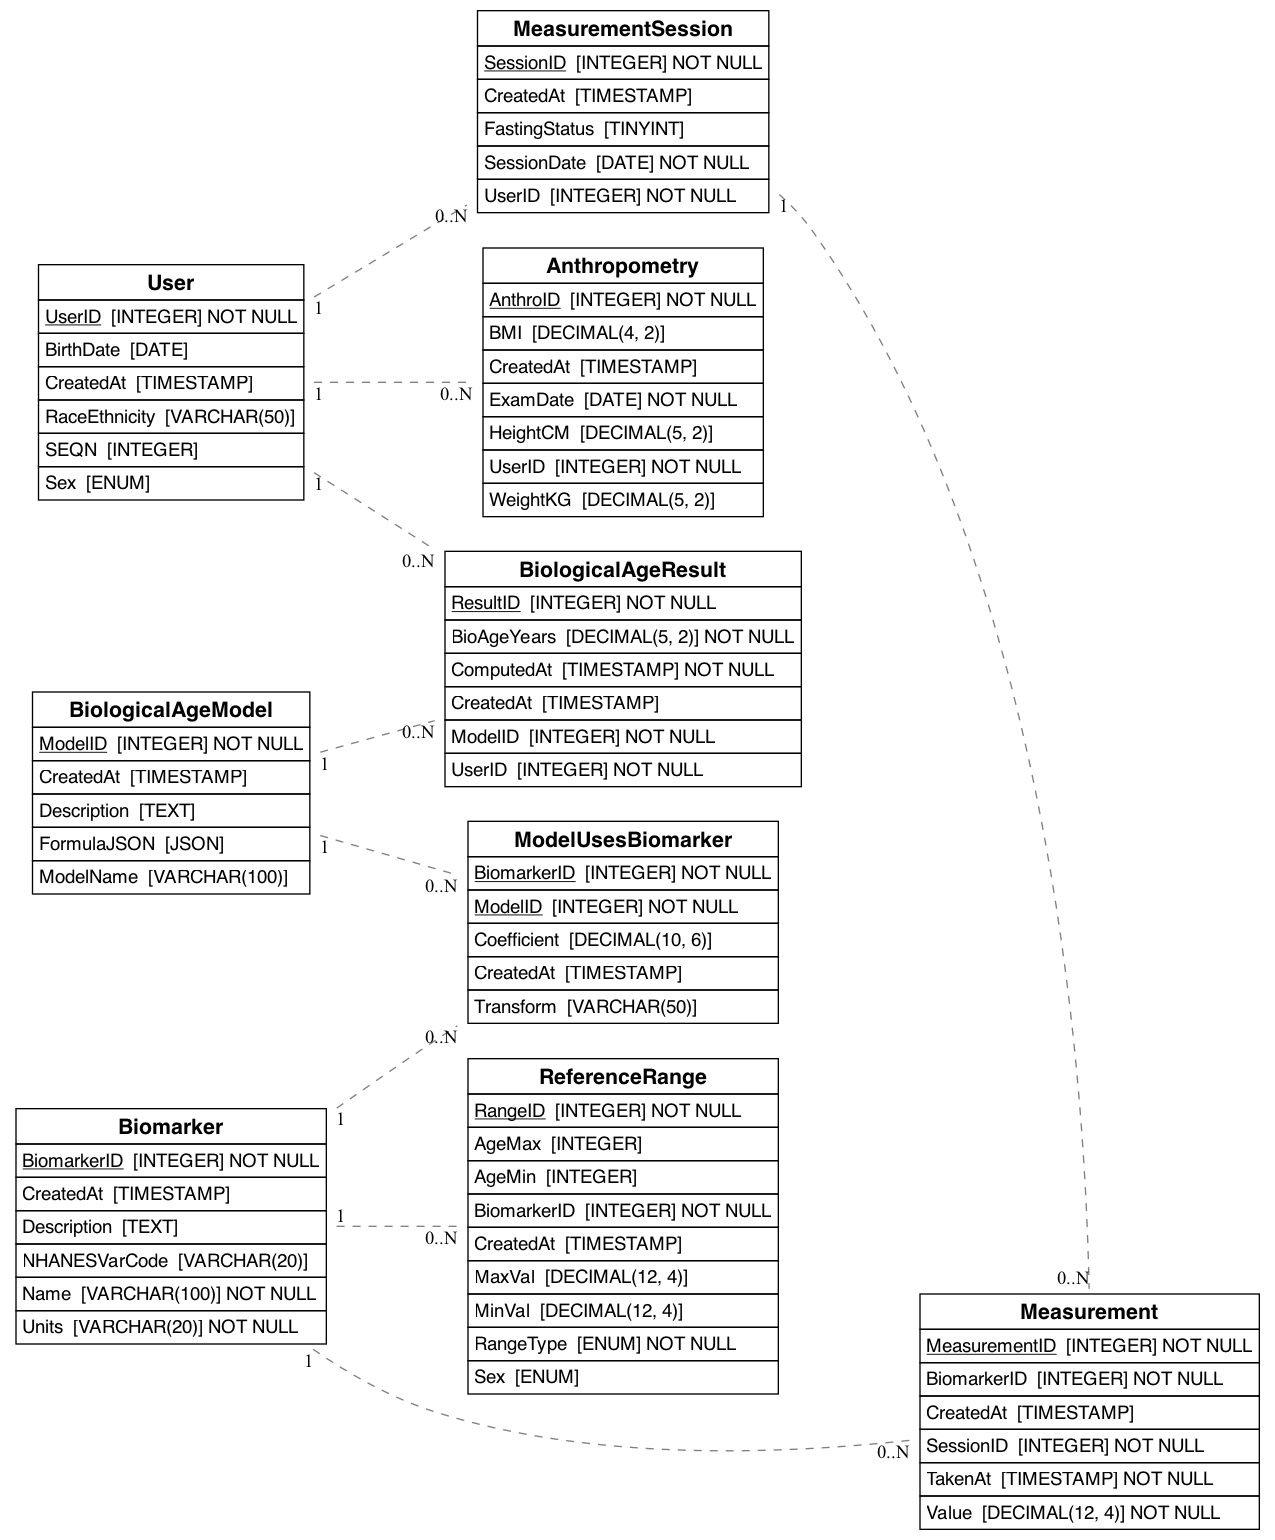 MeasurementSession
SessionID [INTEGER] NOT NULL
CreatedAt [TIMESTAMP]
FastingStatus [TINYINT]
SessionDate [DATE] NOT NULL
UserID [INTEGER] NOT NULL
0..N
1
User
UserID [INTEGER] NOT NULL
BirthDate [DATE]
CreatedAt [TIMESTAMP]
RaceEthnicity [VARCHAR(50)]
SEQN [INTEGER]
Sex [ENUM]
1
1
0..N
1
0..N
Anthropometry
AnthroID [INTEGER] NOT NULL
BMI [DECIMAL(4, 2)]
CreatedAt [TIMESTAMP]
ExamDate [DATE] NOT NULL
HeightCM [DECIMAL(5, 2)]
UserID [INTEGER] NOT NULL
WeightKG [DECIMAL(5, 2)]
BiologicalAgeResult
ResultID [INTEGER] NOT NULL
BioAgeYears [DECIMAL(5, 2)] NOT NULL
ComputedAt [TIMESTAMP] NOT NULL
CreatedAt [TIMESTAMP]
ModelID [INTEGER] NOT NULL
UserID [INTEGER] NOT NULL
BiologicalAgeModel
ModelID [INTEGER] NOT NULL
CreatedAt [TIMESTAMP]
Description [TEXT]
FormulaJSON [JSON]
ModelName [VARCHAR(100)]
0..N
1
1
0..N
ModelUsesBiomarker
BiomarkerID [INTEGER] NOT NULL
ModelID [INTEGER] NOT NULL
Coefficient [DECIMAL(10, 6)]
CreatedAt [TIMESTAMP]
Transform [VARCHAR(50)]
0..N
1
Biomarker
BiomarkerID [INTEGER] NOT NULL
CreatedAt [TIMESTAMP]
Description [TEXT]
NHANESVarCode [VARCHAR(20)]
Name [VARCHAR(100)] NOT NULL
Units [VARCHAR(20)] NOT NULL
1
0..N
1
ReferenceRange
RangeID [INTEGER] NOT NULL
AgeMax [INTEGER]
AgeMin [INTEGER]
BiomarkerID [INTEGER] NOT NULL
CreatedAt [TIMESTAMP]
MaxVal [DECIMAL(12, 4)]
MinVal [DECIMAL(12, 4)]
RangeType [ENUM] NOT NULL
Sex [ENUM]
0..N
0..N
Measurement
MeasurementID [INTEGER] NOT NULL
BiomarkerID [INTEGER] NOT NULL
CreatedAt [TIMESTAMP]
SessionID [INTEGER] NOT NULL
TakenAt [TIMESTAMP] NOT NULL
Value [DECIMAL(12, 4)] NOT NULL